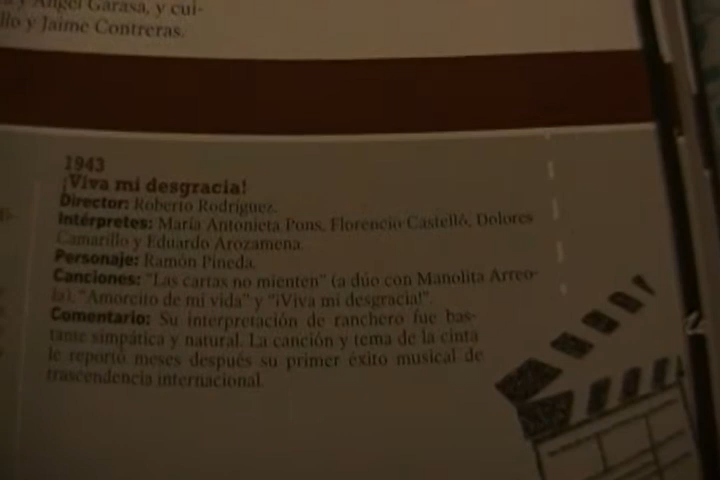 y Angel Garasa, y cui-
llo y Jaime Contreras.
1943
¡Viva mi desgracia!
Director: Roberto Rodríguez.
Intérpretes: María Antonieta Pons, Florencio Castelló, Dolores
Camarillo y Eduardo Arozamena.
Personaje: Ramón Pineda.
Canciones: "Las cartas no mienten" (a dúo con Manolita Arreo-
la), "Amorcito de mi vida" y "¡Viva mi desgracia!".
Comentario: Su interpretación de ranchero fue bas-
tante simpática y natural. La canción y tema de la cinta
le reportó meses después su primer éxito musical de
trascendencia internacional.